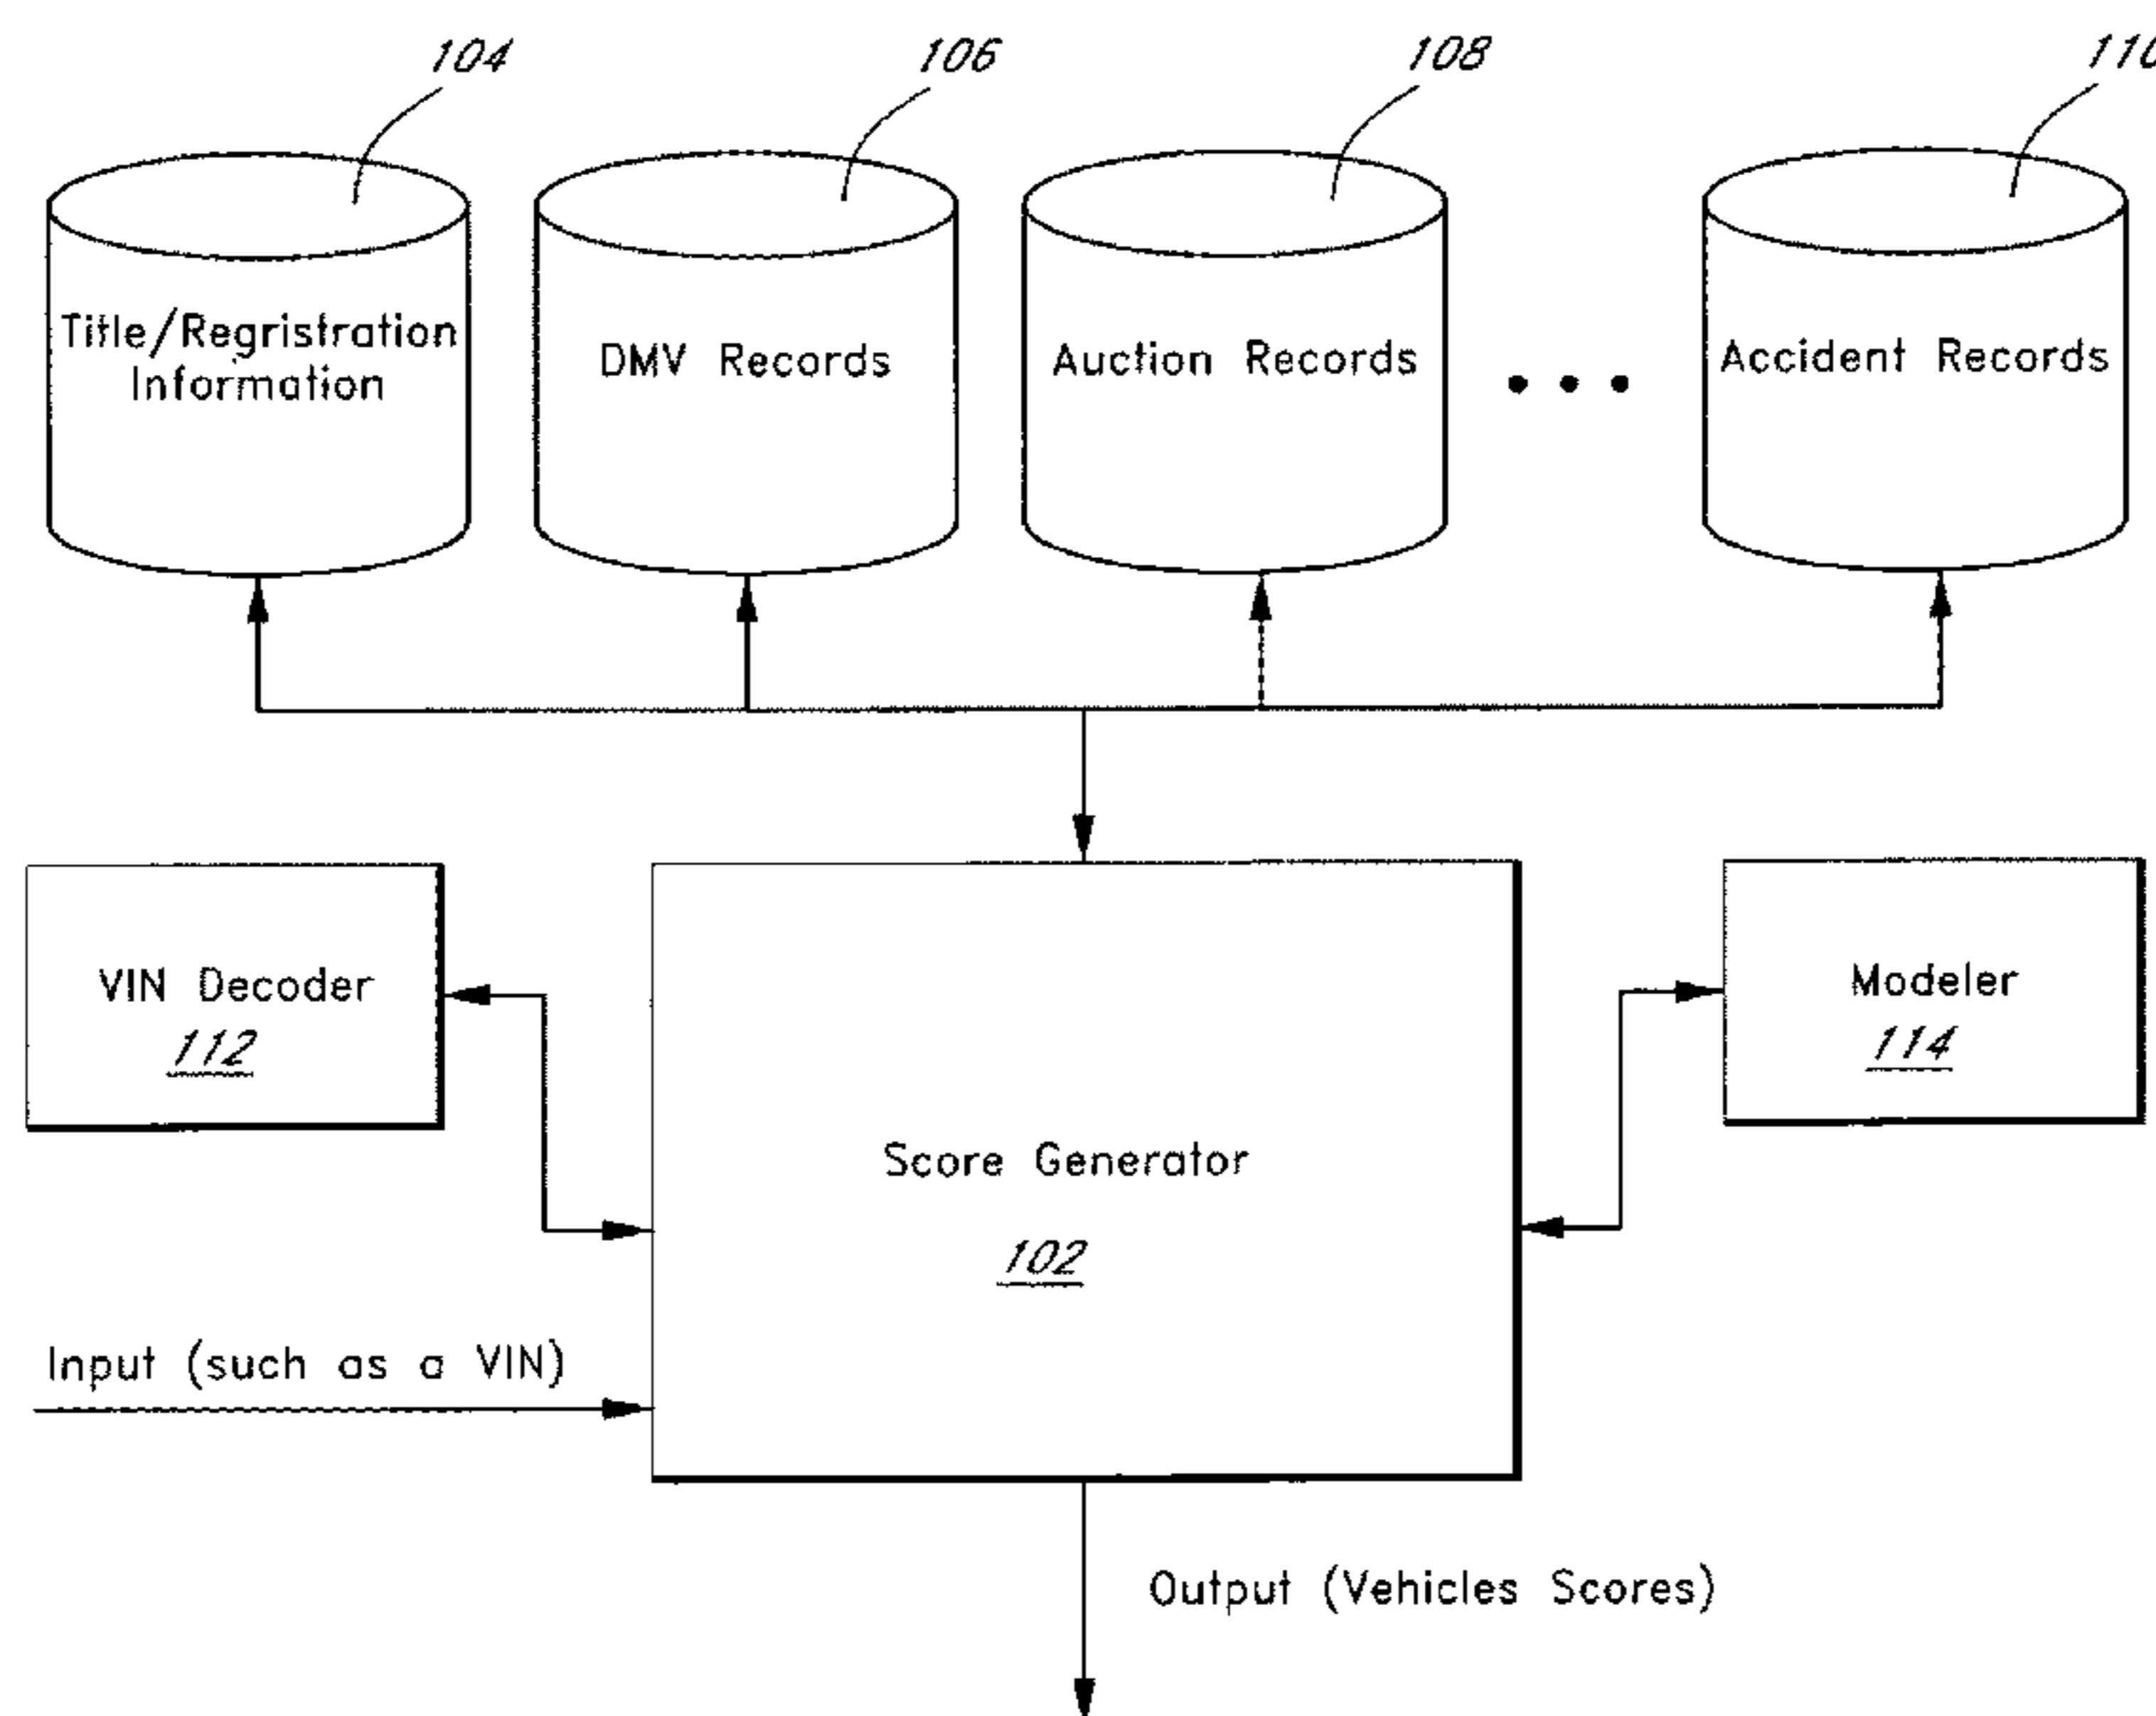 104
106
108
110
Title/Regristration
Information
DMV Records
Auction Records
• • •
Accident Records
VIN Decoder
112
Modeler
114
Score Generator
102
Input (such as a VIN)
Output (Vehicles Scores)